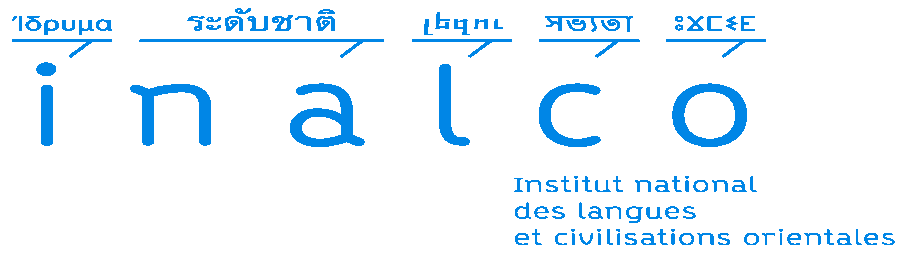 Ίδρυμα ระดับชาติ լեզու সভ্যতা
inalco
Institut national
des langues
et civilisations orientales